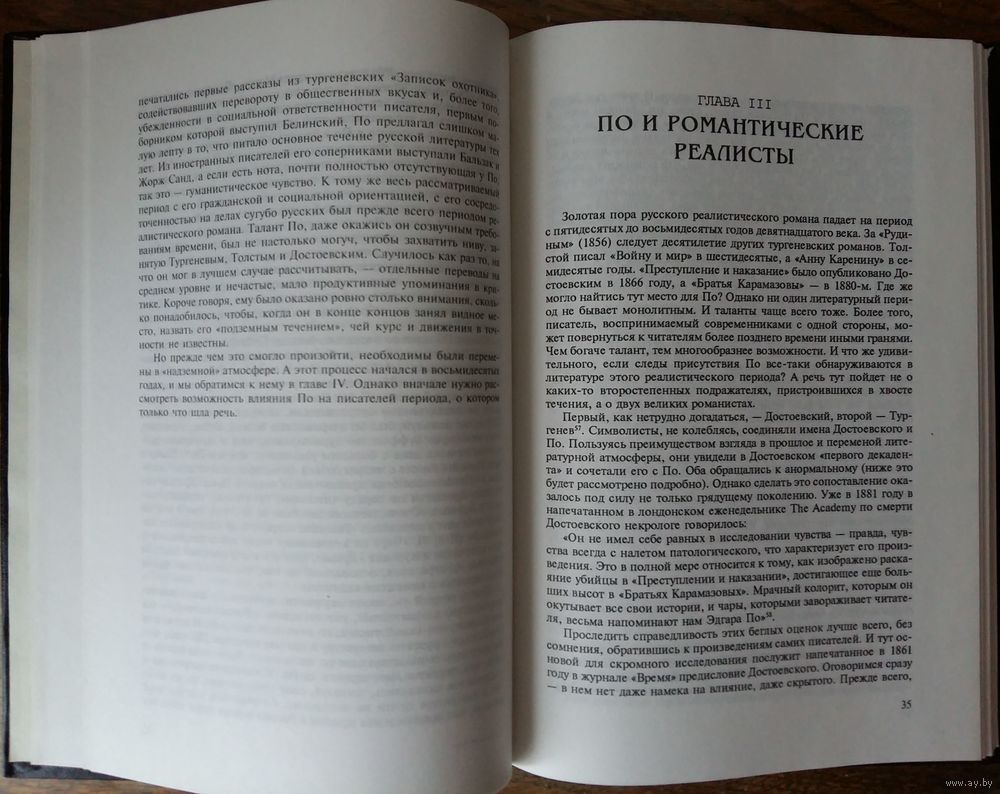 печатались первые рассказы из тургеневских «Записок охотника»,
содействовавших перевороту в общественных вкусах и, более того,
убежденности в социальной ответственности писателя, первым по-
борником которой выступил Белинский, По предлагал слишком ма-
лую лепту в то, что питало основное течение русской литературы тех
лет. Из иностранных писателей его соперниками выступали Бальзак и
Жорж Санд, а если есть нота, почти полностью отсутствующая у По,
так это — гуманистическое чувство. К тому же весь рассматриваемый
период с его гражданской и социальной ориентацией, с его сосредо-
точенностью на делах сугубо русских был прежде всего периодом ре-
алистического романа. Талант По, даже окажись он созвучным требо-
ваниям времени, был не настолько могуч, чтобы захватить ниву, за-
нятую Тургеневым, Толстым и Достоевским. Случилось как раз то, на
что он мог в лучшем случае рассчитывать, — отдельные переводы на
среднем уровне и нечастые, мало продуктивные упоминания в кри-
тике. Короче говоря, ему было оказано ровно столько внимания, сколь-
ко понадобилось, чтобы, когда он в конце концов занял видное ме-
сто, назвать его «подземным течением», чей курс и движения в точ-
ности не известны.
Но прежде чем это смогло произойти, необходимы были переме-
ны в «надземной» атмосфере. А этот процесс начался в восьмидесятых
годах, и мы обратимся к нему в главе IV. Однако вначале нужно рас-
смотреть возможность влияния По на писателей периода, о котором
только что шла речь.
ГЛАВА III
ПО И РОМАНТИЧЕСКИЕ
РЕАЛИСТЫ
Золотая пора русского реалистического романа падает на период
с пятидесятых до восьмидесятых годов девятнадцатого века. За «Руди-
ным» (1856) следует десятилетие других тургеневских романов. Тол-
стой писал «Войну и мир» в шестидесятые, а «Анну Каренину» в се-
мидесятые годы. «Преступление и наказание» было опубликовано До-
стоевским в 1866 году, а «Братья Карамазовы» — в 1880-м. Где же
могло найтись тут место для По? Однако ни один литературный пери-
од не бывает монолитным. И таланты чаще всего тоже. Более того,
писатель, воспринимаемый современниками с одной стороны, мо-
жет повернуться к читателям более позднего времени иными гранями.
Чем богаче талант, тем многообразнее возможности. И что же удиви-
тельного, если следы присутствия По все-таки обнаруживаются в
литературе этого реалистического периода? А речь тут пойдет не о
каких-то второстепенных подражателях, пристроившихся в хвосте
течения, а о двух великих романистах.
Первый, как нетрудно догадаться, — Достоевский, второй — Тур-
генев⁵⁷. Символисты, не колеблясь, соединяли имена Достоевского и
По. Пользуясь преимуществом взгляда в прошлое и переменой лите-
ратурной атмосферы, они увидели в Достоевском «первого декаден-
та» и сочетали его с По. Оба обращались к анормальному (ниже это
будет рассмотрено подробно). Однако сделать это сопоставление ока-
залось под силу не только грядущему поколению. Уже в 1881 году в
напечатанном в лондонском еженедельнике The Academy по смерти
Достоевского некрологе говорилось:
«Он не имел себе равных в исследовании чувства — правда, чув-
ства всегда с налетом патологического, что характеризует его произ-
ведения. Это в полной мере относится к тому, как изображено раская-
яние убийцы в «Преступлении и наказании», достигающее еще боль-
ших высот в «Братьях Карамазовых». Мрачный колорит, которым он
окутывает все свои истории, и чары, которыми завораживает читате-
ля, весьма напоминают нам Эдгара По»⁵⁸.
Проследить справедливость этих беглых оценок лучше всего, без
сомнения, обратившись к произведениям самих писателей. И тут ос-
новой для скромного исследования послужит напечатанное в 1861
году в журнале «Время» предисловие Достоевского. Оговоримся сразу
— в нем нет даже намека на влияние, даже скрытого. Прежде всего,
35
www.ay.by